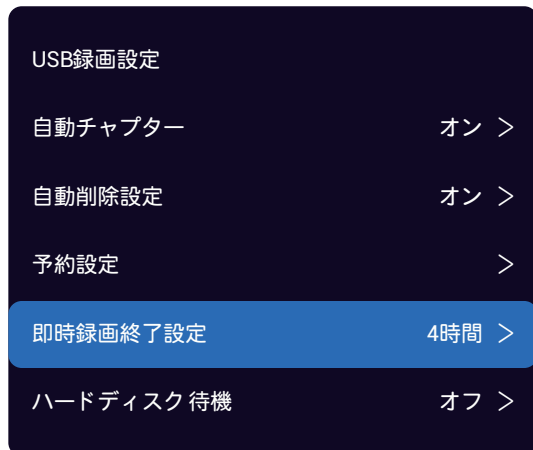 USB録画設定
自動チャプター オン >
自動削除設定 オン >
予約設定 >
即時録画終了設定 4時間 >
ハードディスク待機 オフ >